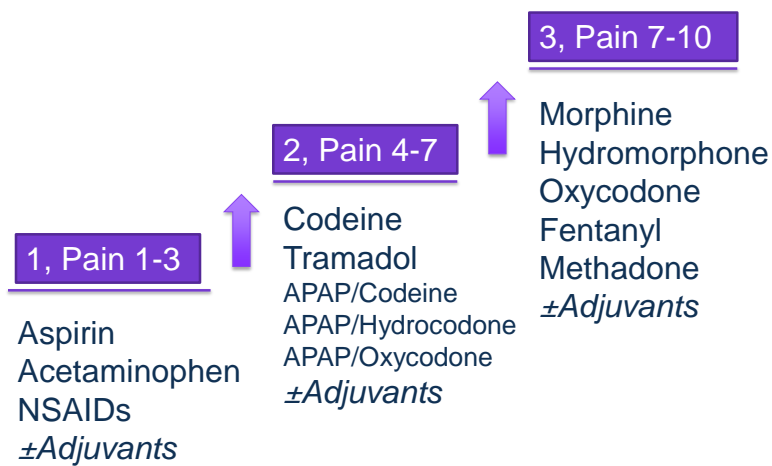 1, Pain 1-3
Aspirin
Acetaminophen
NSAIDs
±Adjuvants
2, Pain 4-7
Codeine
Tramadol
APAP/Codeine
APAP/Hydrocodone
APAP/Oxycodone
±Adjuvants
3, Pain 7-10
Morphine
Hydromorphone
Oxycodone
Fentanyl
Methadone
±Adjuvants